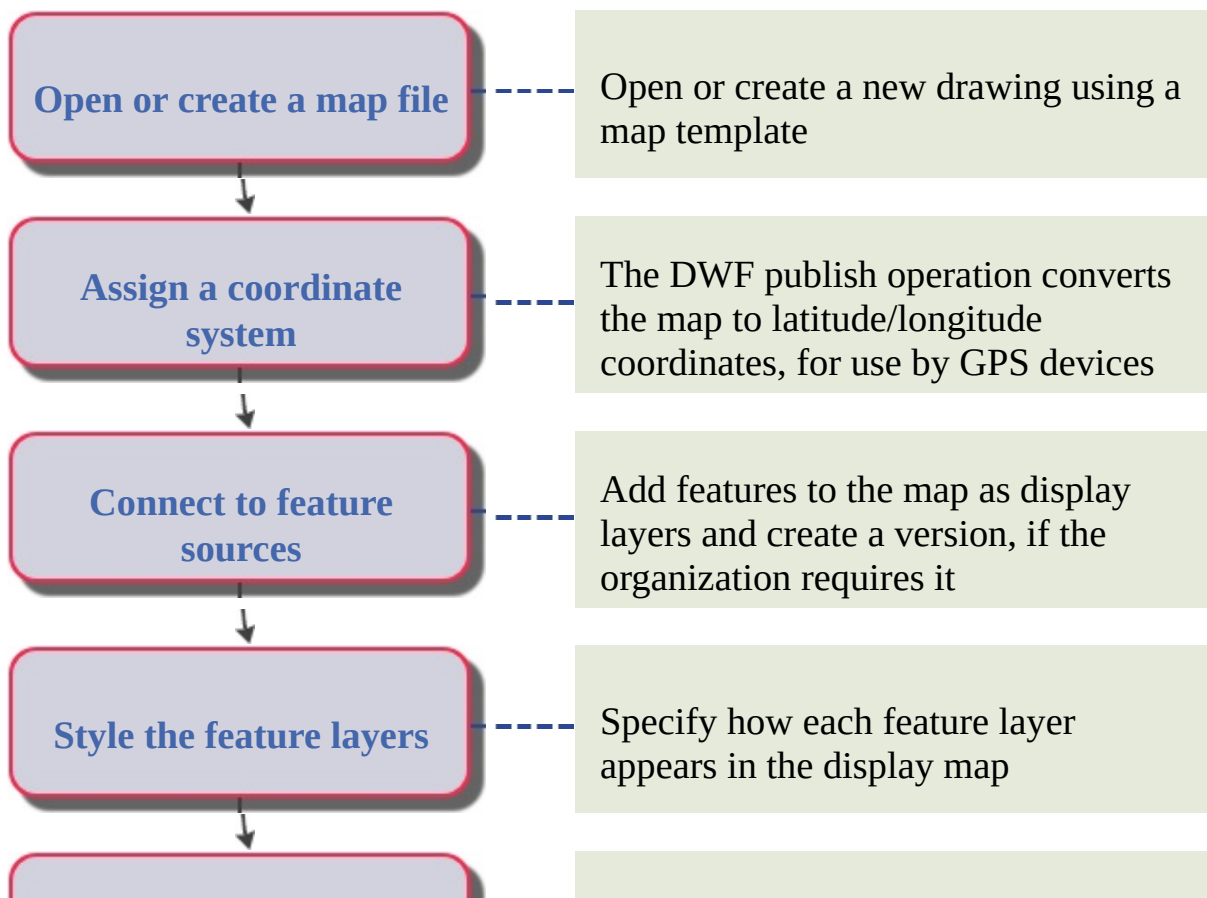 Open or create a map file
Open or create a new drawing using a
map template
Assign a coordinate
system
The DWF publish operation converts
the map to latitude/longitude
coordinates, for use by GPS devices
Connect to feature
sources
Add features to the map as display
layers and create a version, if the
organization requires it
Style the feature layers
Specify how each feature layer
appears in the display map